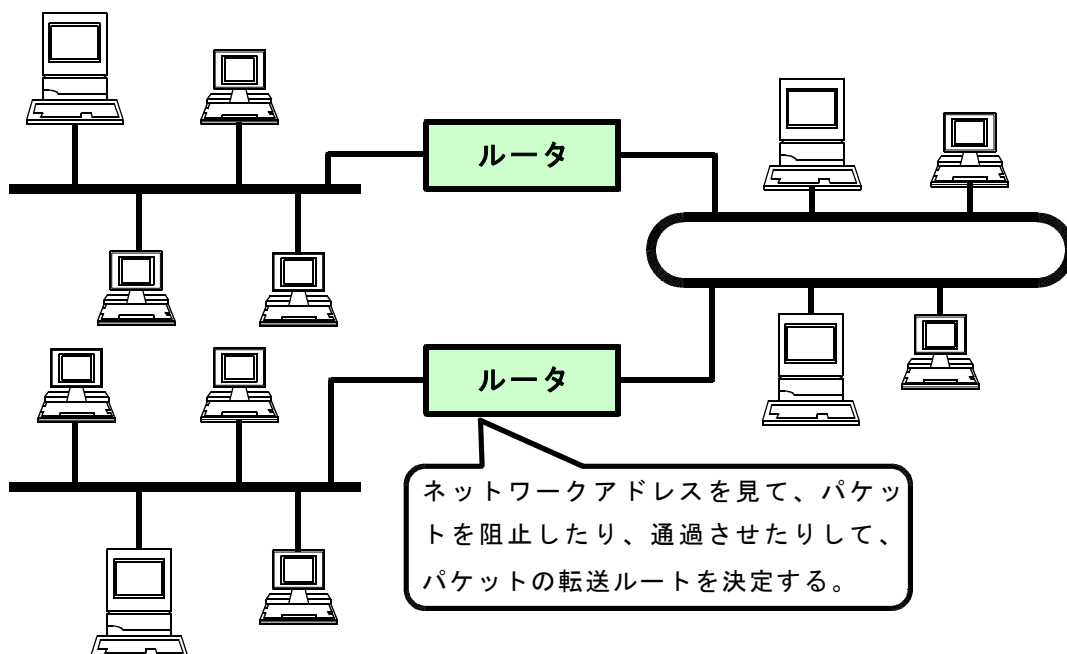 ルータ
ルータ
ネットワークアドレスを見て、パケッ
トを阻止したり、通過させたりして、
パケットの転送ルートを決定する。